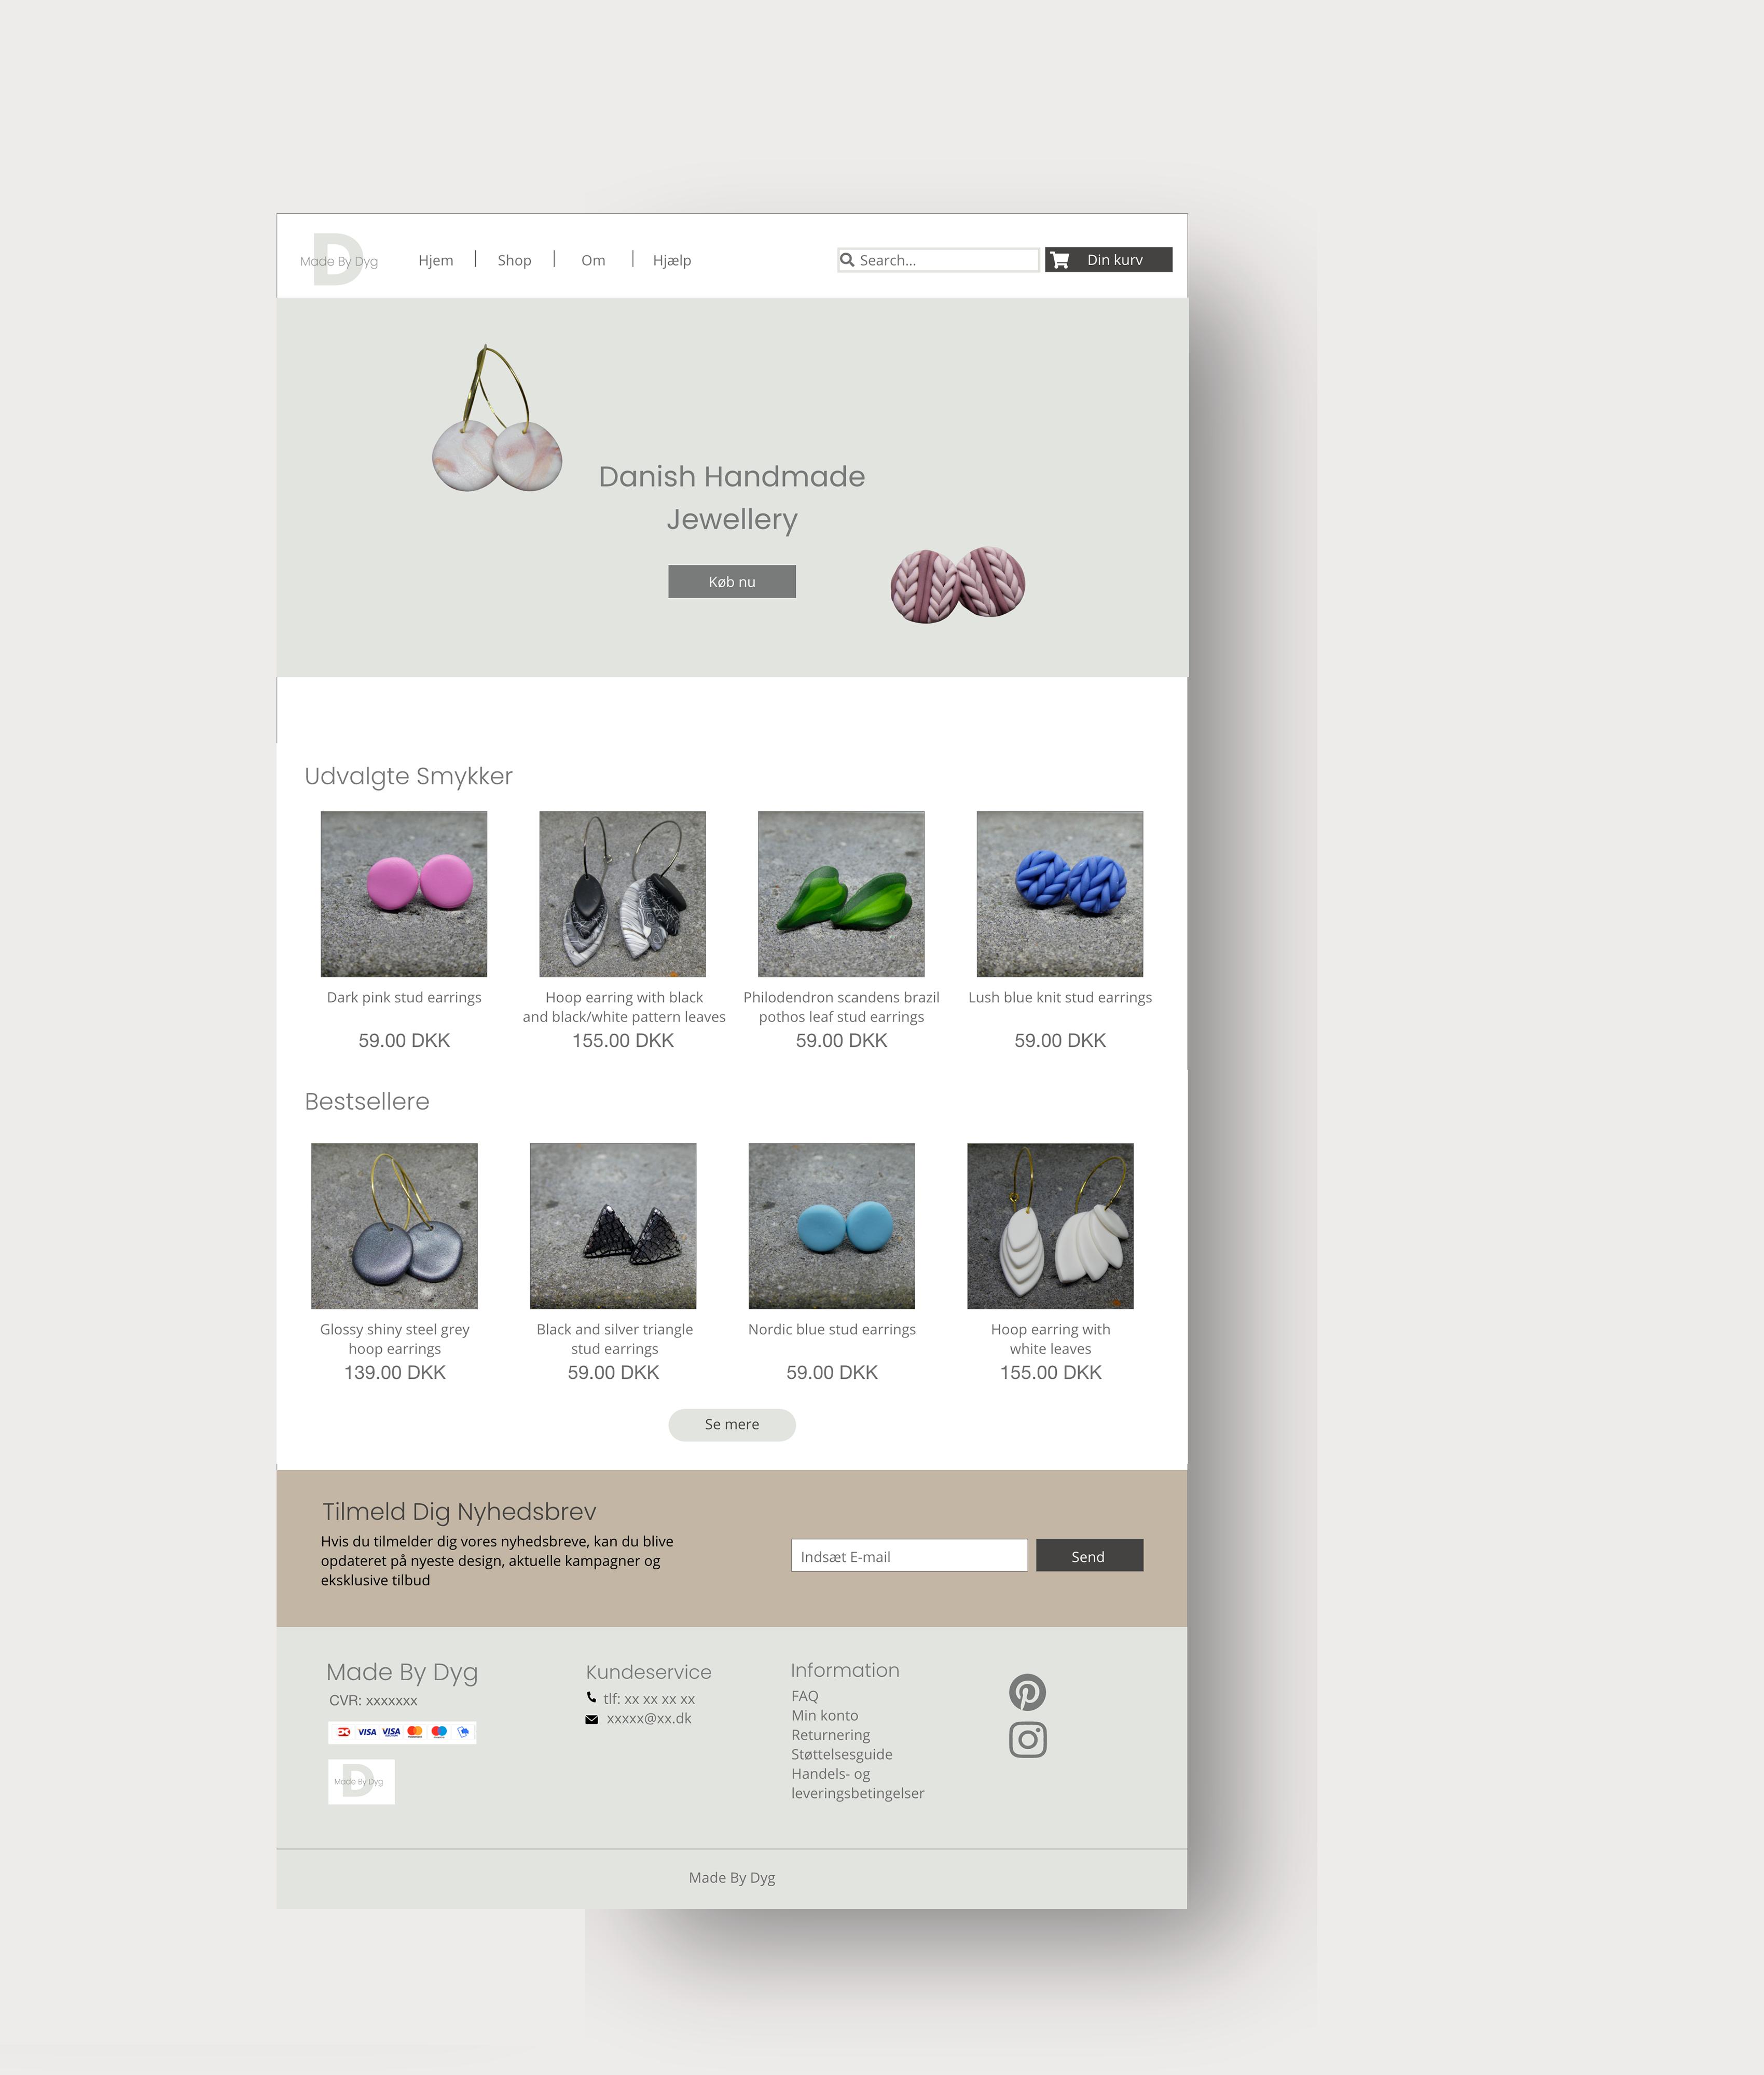 Made By Dyg
Hjem | Shop | Om | Hjælp
Search...
Din kurv
Danish Handmade
Jewellery
Køb nu
Udvalgte Smykker
Dark pink stud earrings
59.00 DKK
Hoop earring with black
and black/white pattern leaves
155.00 DKK
Philodendron scandens brazil
pothos leaf stud earrings
59.00 DKK
Lush blue knit stud earrings
59.00 DKK
Bestsellere
Glossy shiny steel grey
hoop earrings
139.00 DKK
Black and silver triangle
stud earrings
59.00 DKK
Nordic blue stud earrings
59.00 DKK
Hoop earring with
white leaves
155.00 DKK
Se mere
Tilmeld Dig Nyhedsbrev
Hvis du tilmelder dig vores nyhedsbreve, kan du blive
opdateret på nyeste design, aktuelle kampagner og
eksklusive tilbud
Indsæt E-mail
Send
Made By Dyg
CVR: xxxxxxx
VISA VISA
Made By Dyg
Kundeservice
tlf: xx xx xx xx
xxxxx@xx.dk
Information
FAQ
Min konto
Returnering
Støttelsesguide
Handels- og
leveringsbetingelser
Made By Dyg